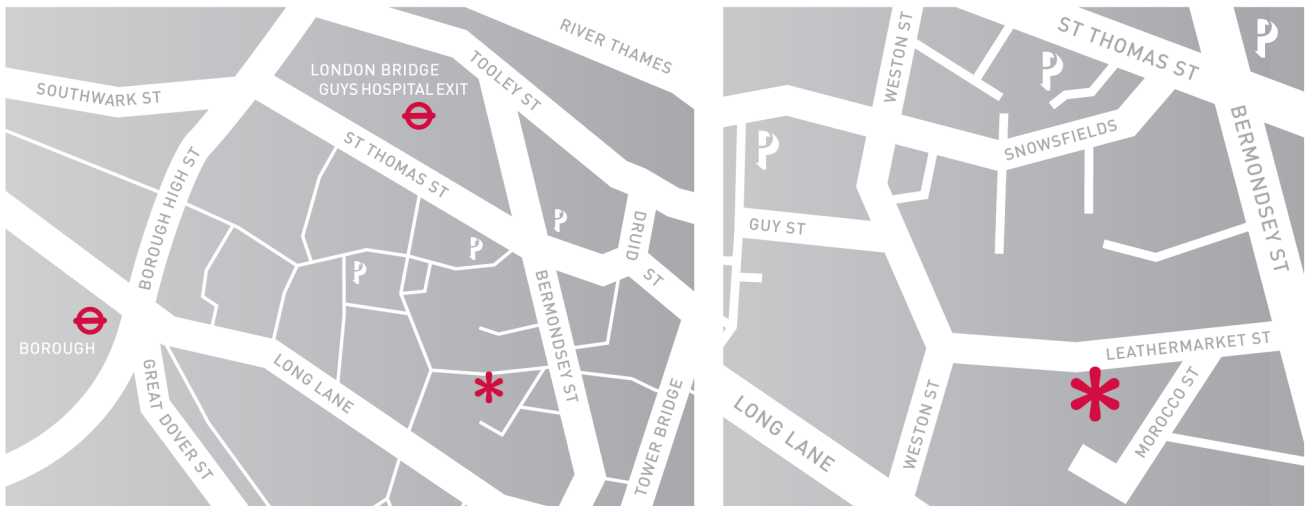 RIVER THAMES
LONDON BRIDGE
GUYS HOSPITAL EXIT
TOOLEY ST
SOUTHWARK ST
ST THOMAS ST
BOROUGH HIGH ST
P
P
P
DRUID
ST
BERMONDSEY ST
BOROUGH
LONG LANE
GREAT DOVER ST
TOWER BRIDGE
WESTON ST
ST THOMAS ST
P
P
P
BERMONDSEY ST
SNOWSFIELDS
GUY ST
LEATHERMARKET ST
MOROCCO ST
WESTON ST
LONG LANE